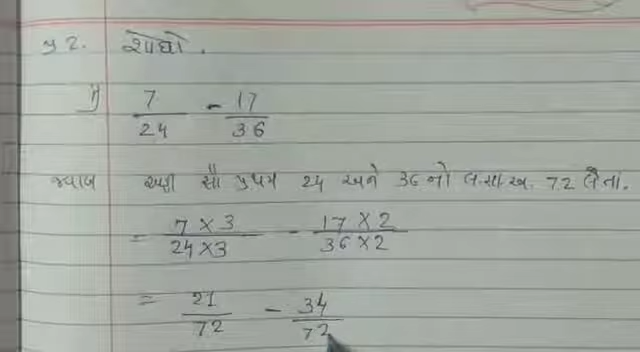 પ્ર 2. શોધો.
1) 7/24 - 17/36
જવાબ અહીં સૌ પ્રથમ 24 અને 36 નો લ.સા.અ. 72 લેતાં.
= 7 × 3 / 24 × 3 - 17 × 2 / 36 × 2
= 21/72 - 34/72